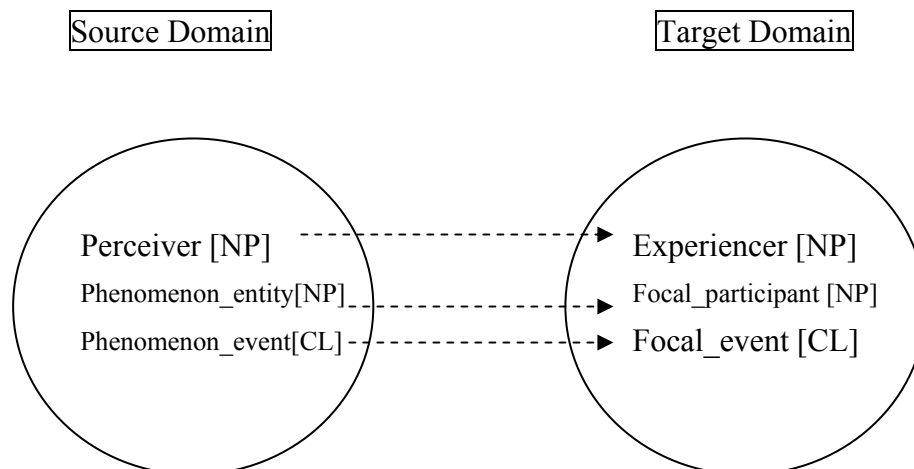 Source Domain
Target Domain
Perceiver [NP]
Experiencer [NP]
Phenomenon_entity[NP]
Focal_participant [NP]
Phenomenon_event[CL]
Focal_event [CL]